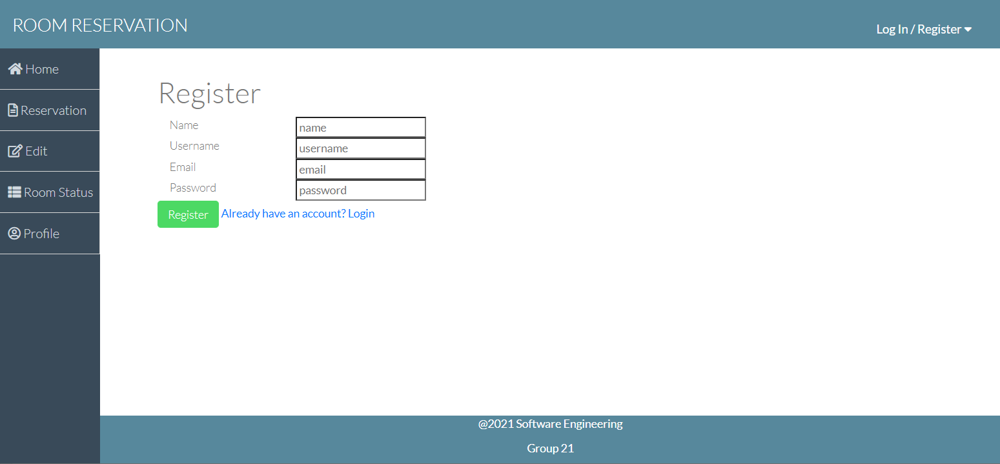 ROOM RESERVATION
Log In / Register
Home
Reservation
Edit
Room Status
Profile
Register
Name
name
Username
username
Email
email
Password
password
Register
Already have an account? Login
@2021 Software Engineering
Group 21